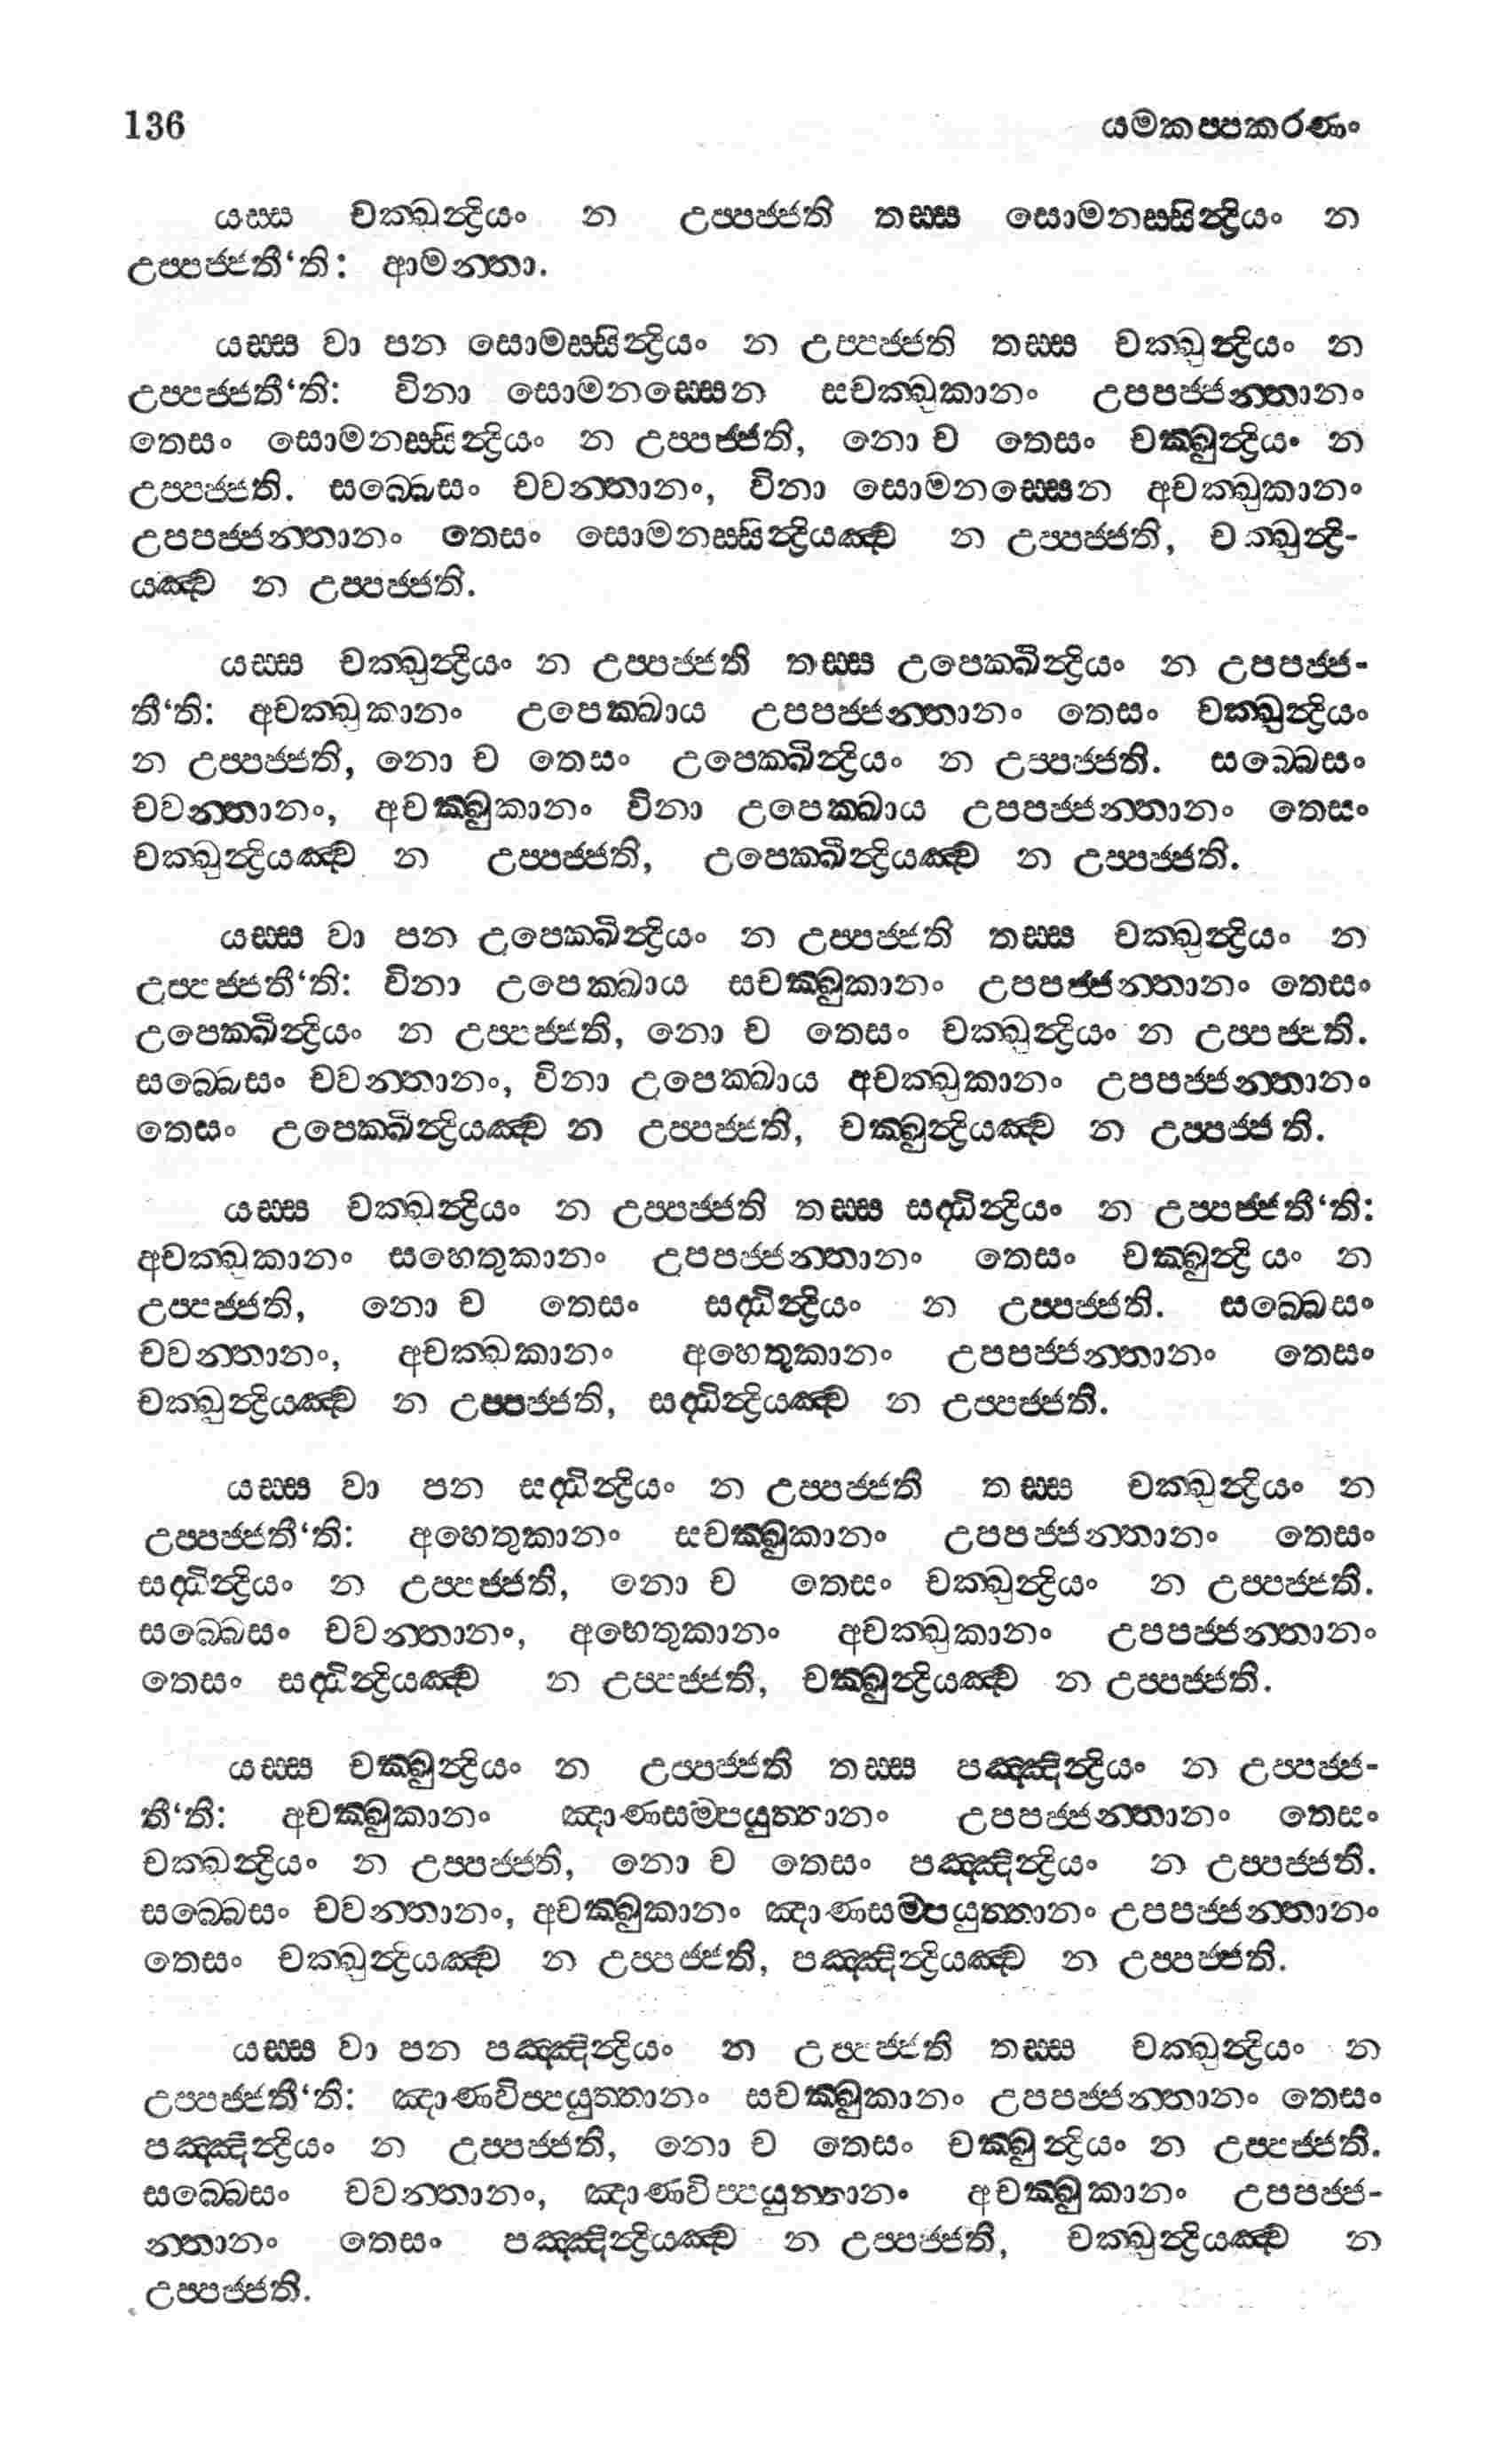 136 යමකප්පකරණං
යස්ස චක්ඛුන්ද්‍රියං න උප්පජ්ජති තස්ස සොමනස්සින්ද්‍රියං න
උප්පජ්ජතී‘ති: ආමන්තා.
යස්ස වා පන සොමස්සින්ද්‍රියං න උප්පජ්ජති තස්ස චක්ඛුන්ද්‍රියං න
උප්පජ්ජතී‘ති: විනා සොමනස්සෙන සචක්ඛුකානං උපපජ්ජන්තානං
තෙසං සොමනස්සින්ද්‍රියං න උප්පජ්ජති, නො ච තෙසං චක්ඛුන්ද්‍රියං න
උප්පජ්ජති. සබ්බෙසං චවන්තානං, විනා සොමනස්සෙන අචක්ඛුකානං
උපපජ්ජන්තානං තෙසං සොමනස්සින්ද්‍රියඤ්ච න උප්පජ්ජති, චක්ඛුන්ද්‍රි-
යඤ්ච න උප්පජ්ජති.
යස්ස චක්ඛුන්ද්‍රියං න උප්පජ්ජති තස්ස උපෙක්ඛින්ද්‍රියං න උපපජ්ජ-
තී‘ති: අචක්ඛුකානං උපෙක්ඛාය උපපජ්ජන්තානං තෙසං චක්ඛුන්ද්‍රියං
න උප්පජ්ජති, නො ච තෙසං උපෙක්ඛින්ද්‍රියං න උප්පජ්ජති. සබ්බෙසං
චවන්තානං, අචක්ඛුකානං විනා උපෙක්ඛාය උපපජ්ජන්තානං තෙසං
චක්ඛුන්ද්‍රියඤ්ච න උප්පජ්ජති, උපෙක්ඛින්ද්‍රියඤ්ච න උප්පජ්ජති.
යස්ස වා පන උපෙක්ඛින්ද්‍රියං න උප්පජ්ජති තස්ස චක්ඛුන්ද්‍රියං න
උප්පජ්ජතී‘ති: විනා උපෙක්ඛාය සචක්ඛුකානං උපපජ්ජන්තානං තෙසං
උපෙක්ඛින්ද්‍රියං න උප්පජ්ජති, නො ච තෙසං චක්ඛුන්ද්‍රියං න උප්පජ්ජති.
සබ්බෙසං චවන්තානං, විනා උපෙක්ඛාය අචක්ඛුකානං උපපජ්ජන්තානං
තෙසං උපෙක්ඛින්ද්‍රියඤ්ච න උප්පජ්ජති, චක්ඛුන්ද්‍රියඤ්ච න උප්පජ්ජති.
යස්ස චක්ඛුන්ද්‍රියං න උප්පජ්ජති තස්ස සද්ධින්ද්‍රියං න උප්පජ්ජතී‘ති:
අචක්ඛුකානං සහෙතුකානං උපපජ්ජන්තානං තෙසං චක්ඛුන්ද්‍රියං න
උප්පජ්ජති, නො ච තෙසං සද්ධින්ද්‍රියං න උප්පජ්ජති. සබ්බෙසං
චවන්තානං, අචක්ඛුකානං අහෙතුකානං උපපජ්ජන්තානං තෙසං
චක්ඛුන්ද්‍රියඤ්ච න උප්පජ්ජති, සද්ධින්ද්‍රියඤ්ච න උප්පජ්ජති.
යස්ස වා පන සද්ධින්ද්‍රියං න උප්පජ්ජති තස්ස චක්ඛුන්ද්‍රියං න
උප්පජ්ජතී‘ති: අහෙතුකානං සචක්ඛුකානං උපපජ්ජන්තානං තෙසං
සද්ධින්ද්‍රියං න උප්පජ්ජති, නො ච තෙසං චක්ඛුන්ද්‍රියං න උප්පජ්ජති.
සබ්බෙසං චවන්තානං, අහෙතුකානං අචක්ඛුකානං උපපජ්ජන්තානං
තෙසං සද්ධින්ද්‍රියඤ්ච න උප්පජ්ජති, චක්ඛුන්ද්‍රියඤ්ච න උප්පජ්ජති.
යස්ස චක්ඛුන්ද්‍රියං න උප්පජ්ජති තස්ස පඤ්ඤින්ද්‍රියං න උප්පජ්ජ-
තී‘තී: අචක්ඛුකානං ඤාණසම්පයුත්තානං උපපජ්ජන්තානං තෙසං
චක්ඛුන්ද්‍රියං න උප්පජ්ජති, නො ච තෙසං පඤ්ඤින්ද්‍රියං න උප්පජ්ජති.
සබ්බෙසං චවන්තානං, අචක්ඛුකානං ඤාණසම්පයුත්තානං උපපජ්ජන්තානං
තෙසං චක්ඛුන්ද්‍රියඤ්ච න උප්පජ්ජති, පඤ්ඤින්ද්‍රියඤ්ච න උප්පජ්ජති.
යස්ස වා පන පඤ්ඤින්ද්‍රියං න උප්පජ්ජති තස්ස චක්ඛුන්ද්‍රියං න
උප්පජ්ජතී‘ති: ඤාණවිප්පයුත්තානං සචක්ඛුකානං උපපජ්ජන්තානං තෙසං
පඤ්ඤින්ද්‍රියං න උප්පජ්ජති, නො ච තෙසං චක්ඛුන්ද්‍රියං න උප්පජ්ජති.
සබ්බෙසං චවන්තානං, ඤාණවිප්පයුත්තානං අචක්ඛුකානං උපපජ්ජ-
න්තානං තෙසං පඤ්ඤින්ද්‍රියඤ්ච න උප්පජ්ජති, චක්ඛුන්ද්‍රියඤ්ච න
උප්පජ්ජති.